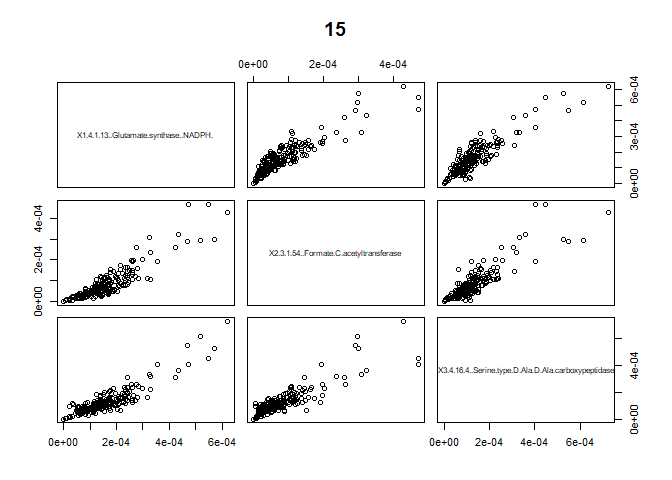 15
0e+00 2e-04 4e-04
X1.4.1.13..Glutamate.synthase..NADPH.
0e+00 3e-04 6e-04
0e+00 2e-04 4e-04
X2.3.1.54..Formate.C.acetyltransferase
X3.4.16.4..Serine.type.D.Ala.D.Ala.carboxypeptidase
0e+00 4e-04
0e+00 2e-04 4e-04 6e-04
0e+00 2e-04 4e-04 6e-04